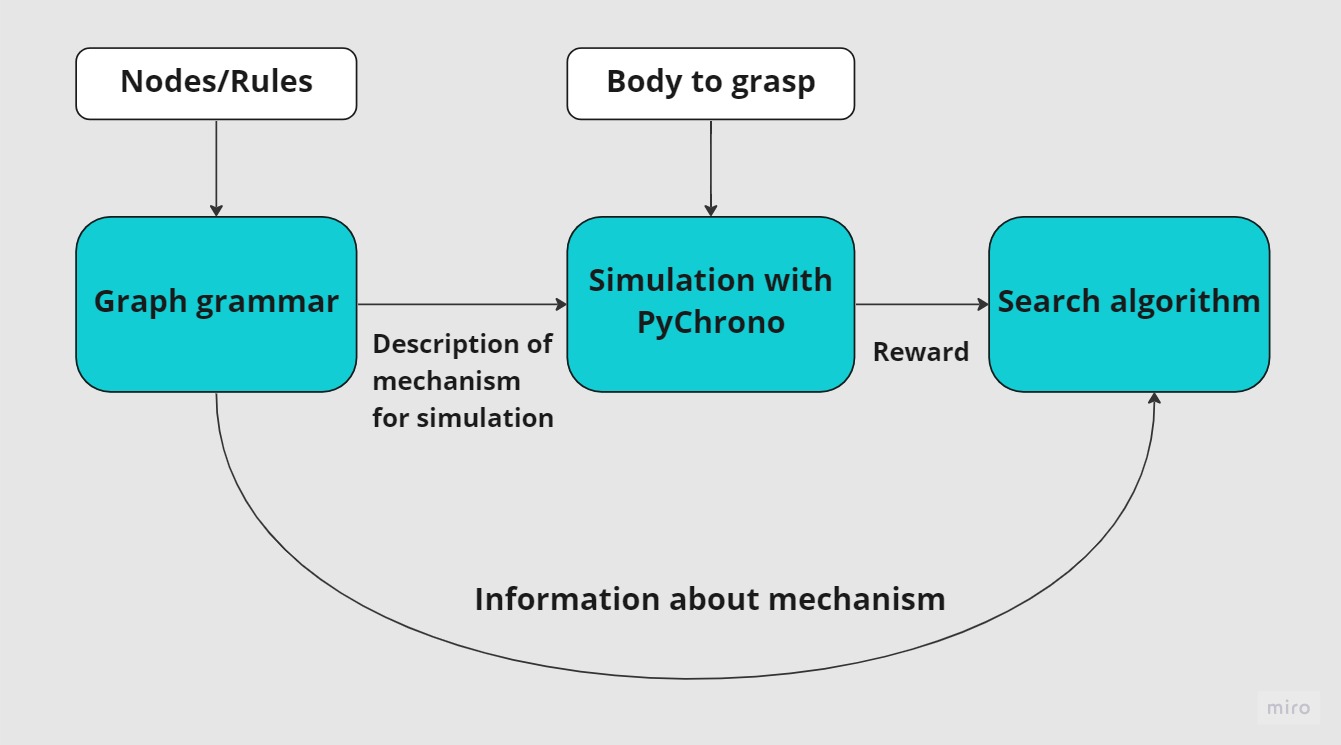 Nodes/Rules
Body to grasp
Graph grammar
Simulation with
PyChrono
Search algorithm
Description of
mechanism
for simulation
Reward
Information about mechanism
miro